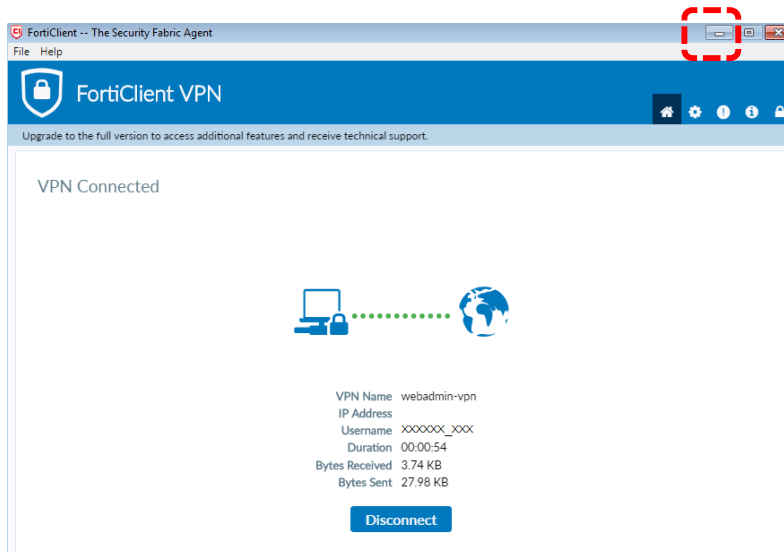 FortiClient -- The Security Fabric Agent
File Help
FortiClient VPN
Upgrade to the full version to access additional features and receive technical support.
VPN Connected
VPN Name webadmin-vpn
IP Address
Username XXXXXX_XXX
Duration 00:00:54
Bytes Received 3.74 KB
Bytes Sent 27.98 KB
Disconnect